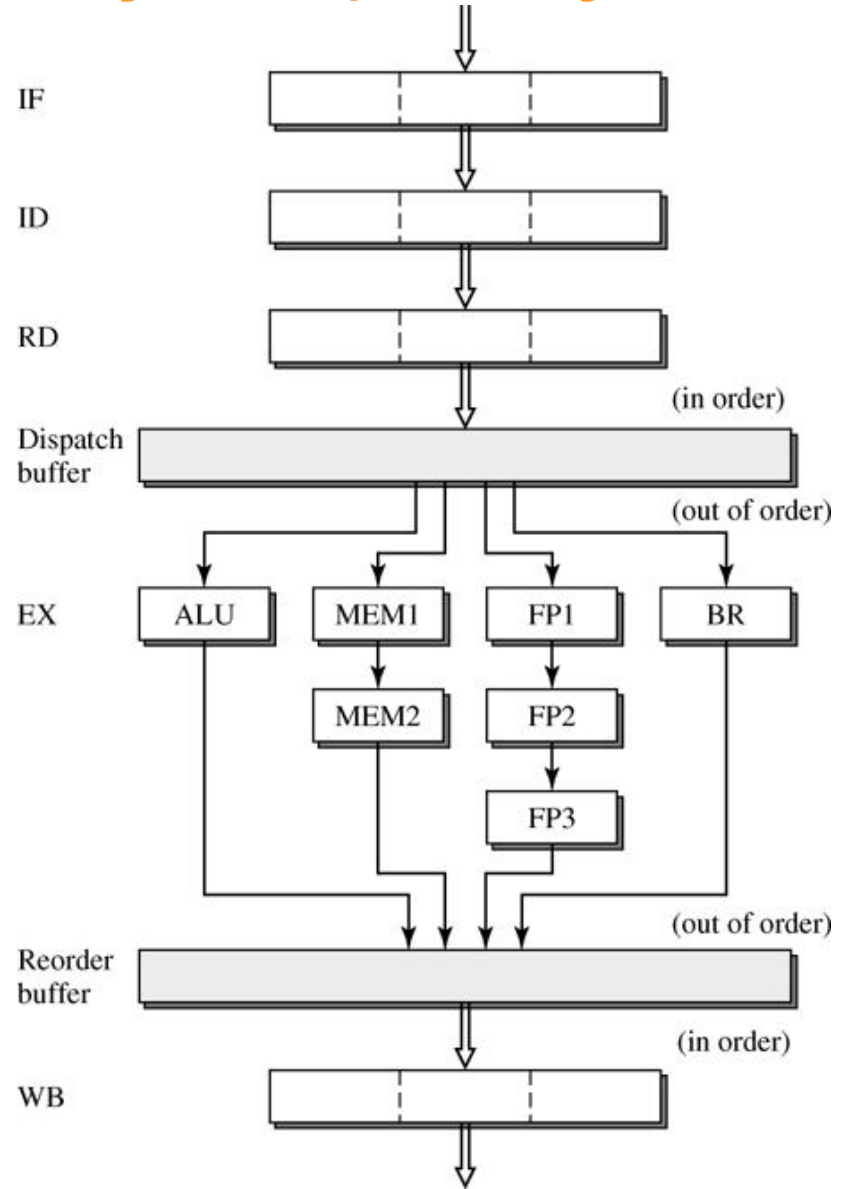 IF
ID
RD
(in order)
Dispatch
buffer
(out of order)
EX
ALU
MEM1
FP1
BR
MEM2
FP2
FP3
(out of order)
Reorder
buffer
(in order)
WB